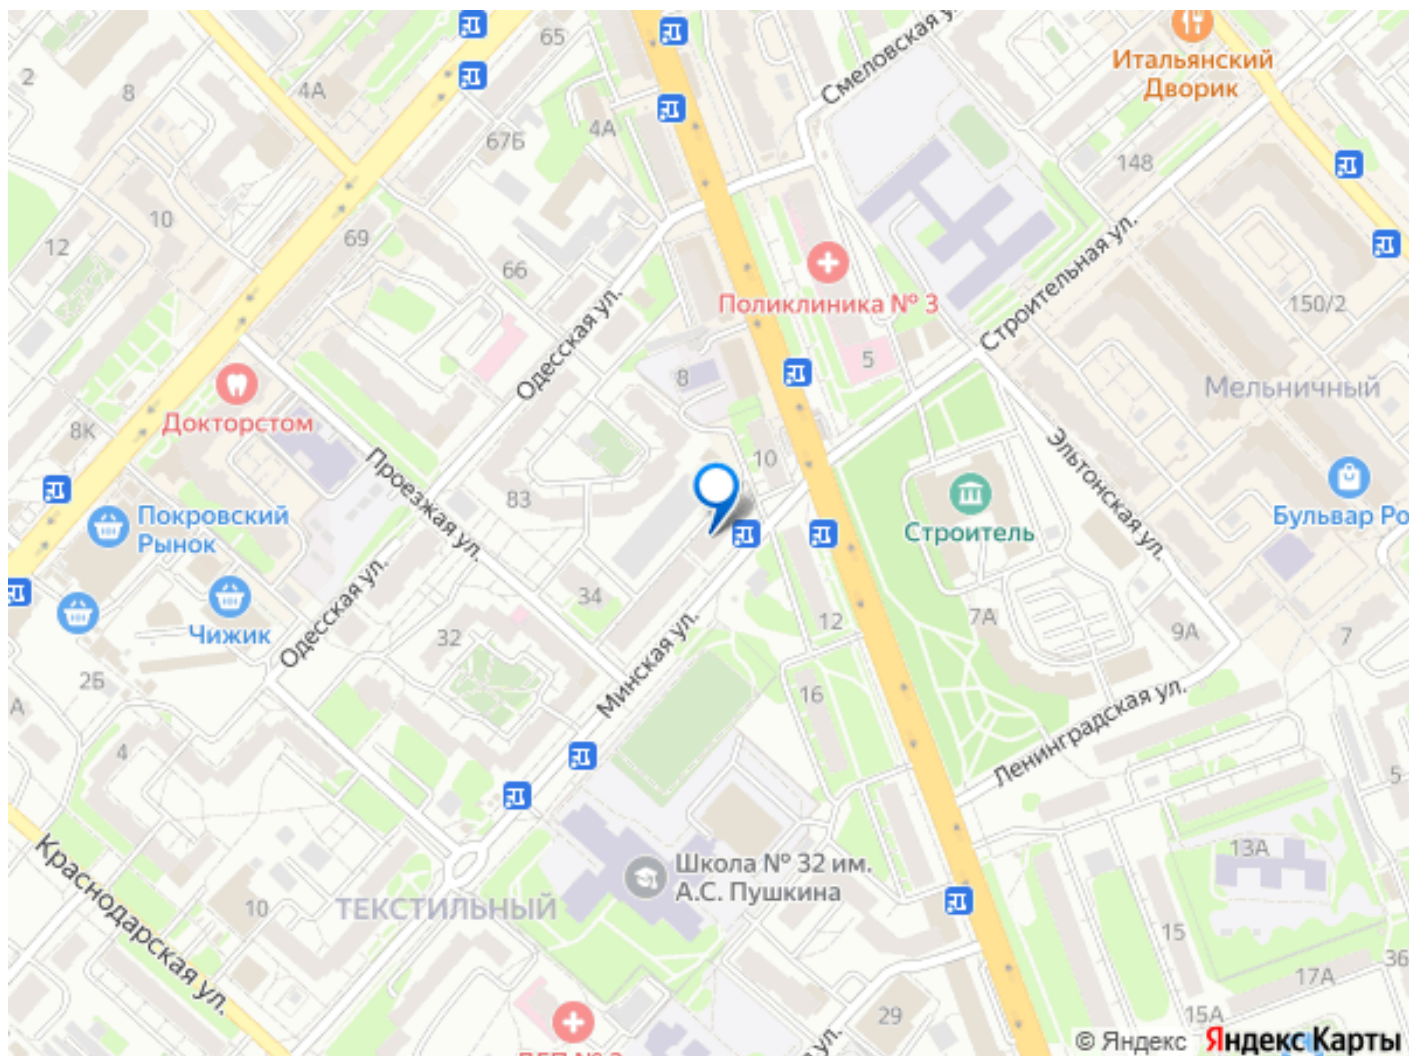 65
Смеловская у
Итальянский
Дворик
2
8
4А
67Б
4А
148
10
12
69
66
Строительная ул.
Поликлиника № 3
150/2
Одесская ул.
5
8
Мельничный
Докторстом
8К
Проезжая ул.
10
Эльтонская ул.
83
Покровский
Рынок
Строитель
Бульвар Ро
Одесская ул.
34
Чижик
32
12
7А
9А
7
2Б
А
Минская ул.
16
Ленинградская ул.
4
5
Краснодарская ул.
Школа № 32 им.
А.С. Пушкина
13А
10
ТЕКСТИЛЬНЫЙ
15
36
17А
29
15А
ул.
© Яндекс Яндекс Карты